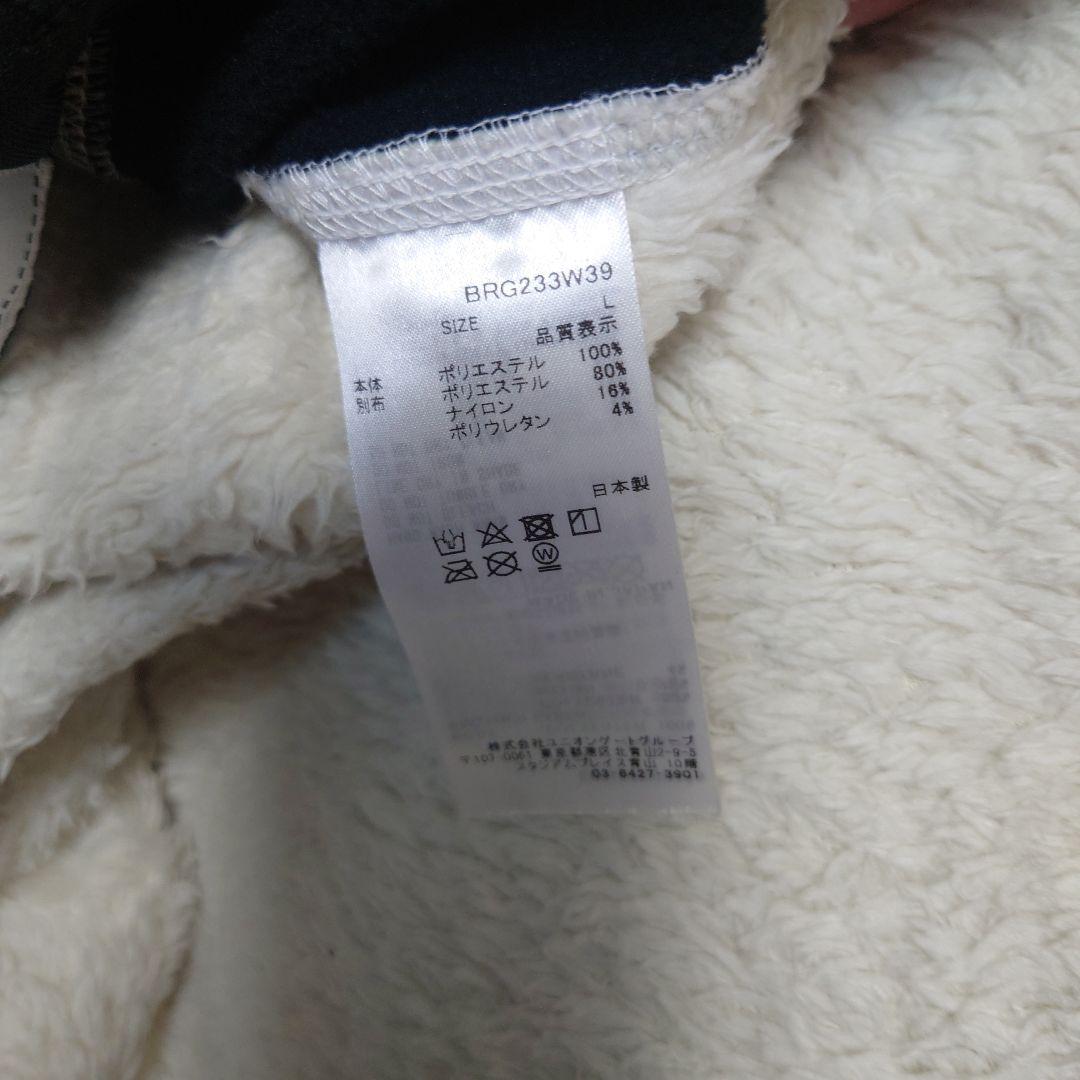 BRG233W39
SIZE L
品質表示
本体 ポリエステル 100%
別布 ポリエステル 80%
ナイロン 16%
ポリウレタン 4%
日本製
W
株式会社ユニオンゲートグループ
〒107-0061 東京都港区北青山2-9-5
スタジアムプレイス青山 10階
03-6427-3901